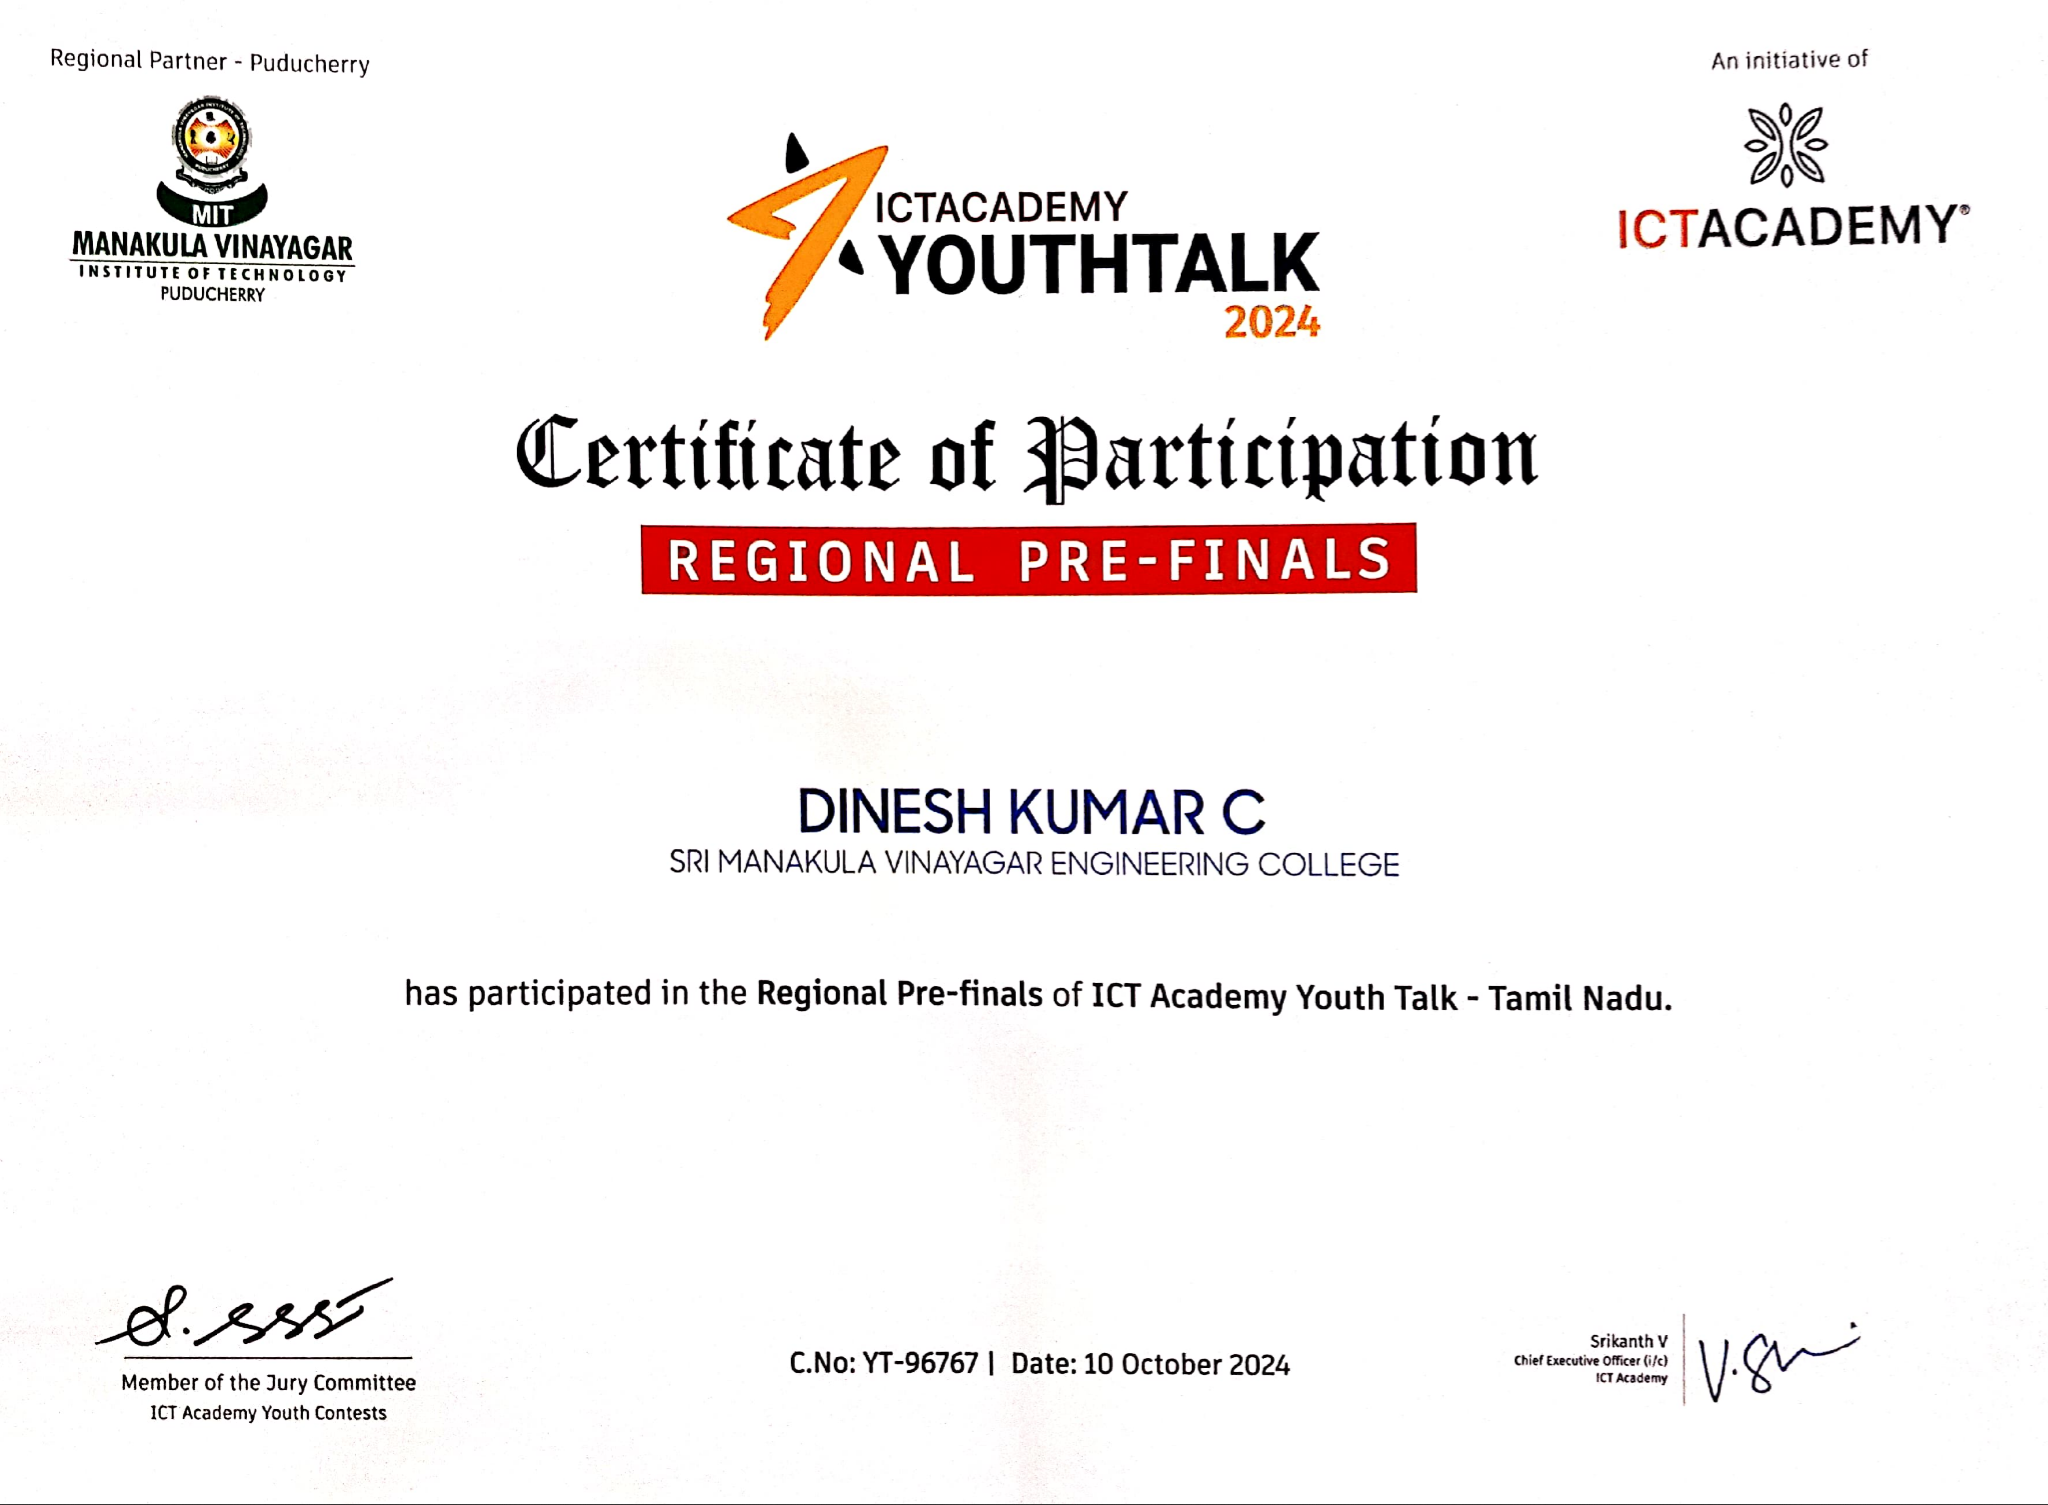 Regional Partner - Puducherry
MIT
MANAKULA VINAYAGAR
INSTITUTE OF TECHNOLOGY
PUDUCHERRY
ICTACADEMY
YOUTHTALK
2024
An initiative of
ICTACADEMY®
Certificate of Participation
REGIONAL PRE-FINALS
DINESH KUMAR C
SRI MANAKULA VINAYAGAR ENGINEERING COLLEGE
has participated in the Regional Pre-finals of ICT Academy Youth Talk - Tamil Nadu.
Member of the Jury Committee
ICT Academy Youth Contests
C.No: YT-96767 | Date: 10 October 2024
Srikanth V
Chief Executive Officer (i/c)
ICT Academy